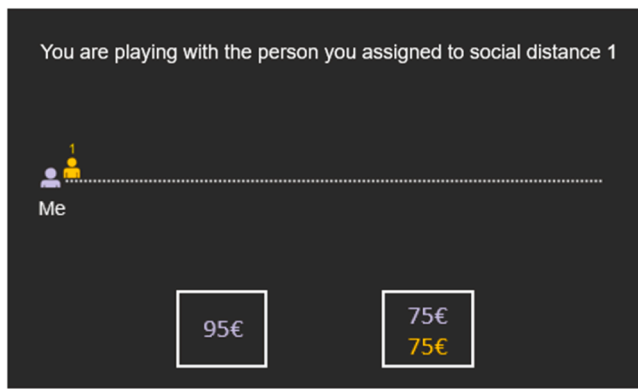 You are playing with the person you assigned to social distance 1
1
Me
95€
75€
75€